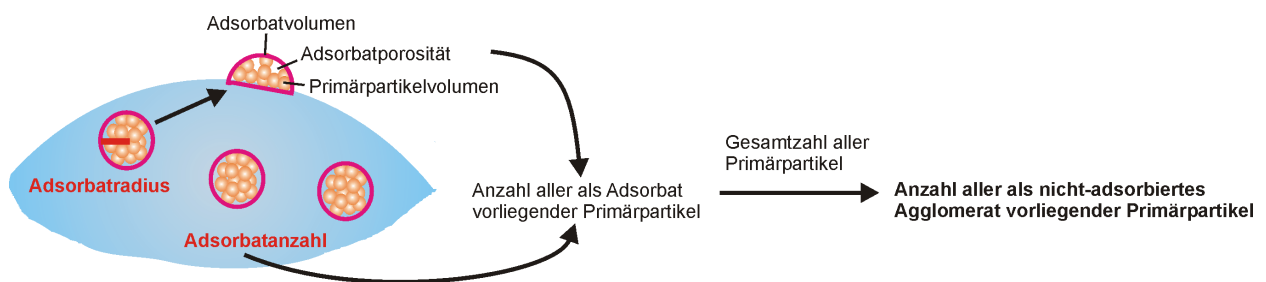 Adsorbatvolumen
Adsorbatporosität
Primärpartikelvolumen
Adsorbatradius
Adsorbatanzahl
Anzahl aller als Adsorbat
vorliegender Primärpartikel
Gesamtzahl aller
Primärpartikel
Anzahl aller als nicht-adsorbiertes
Agglomerat vorliegender Primärpartikel